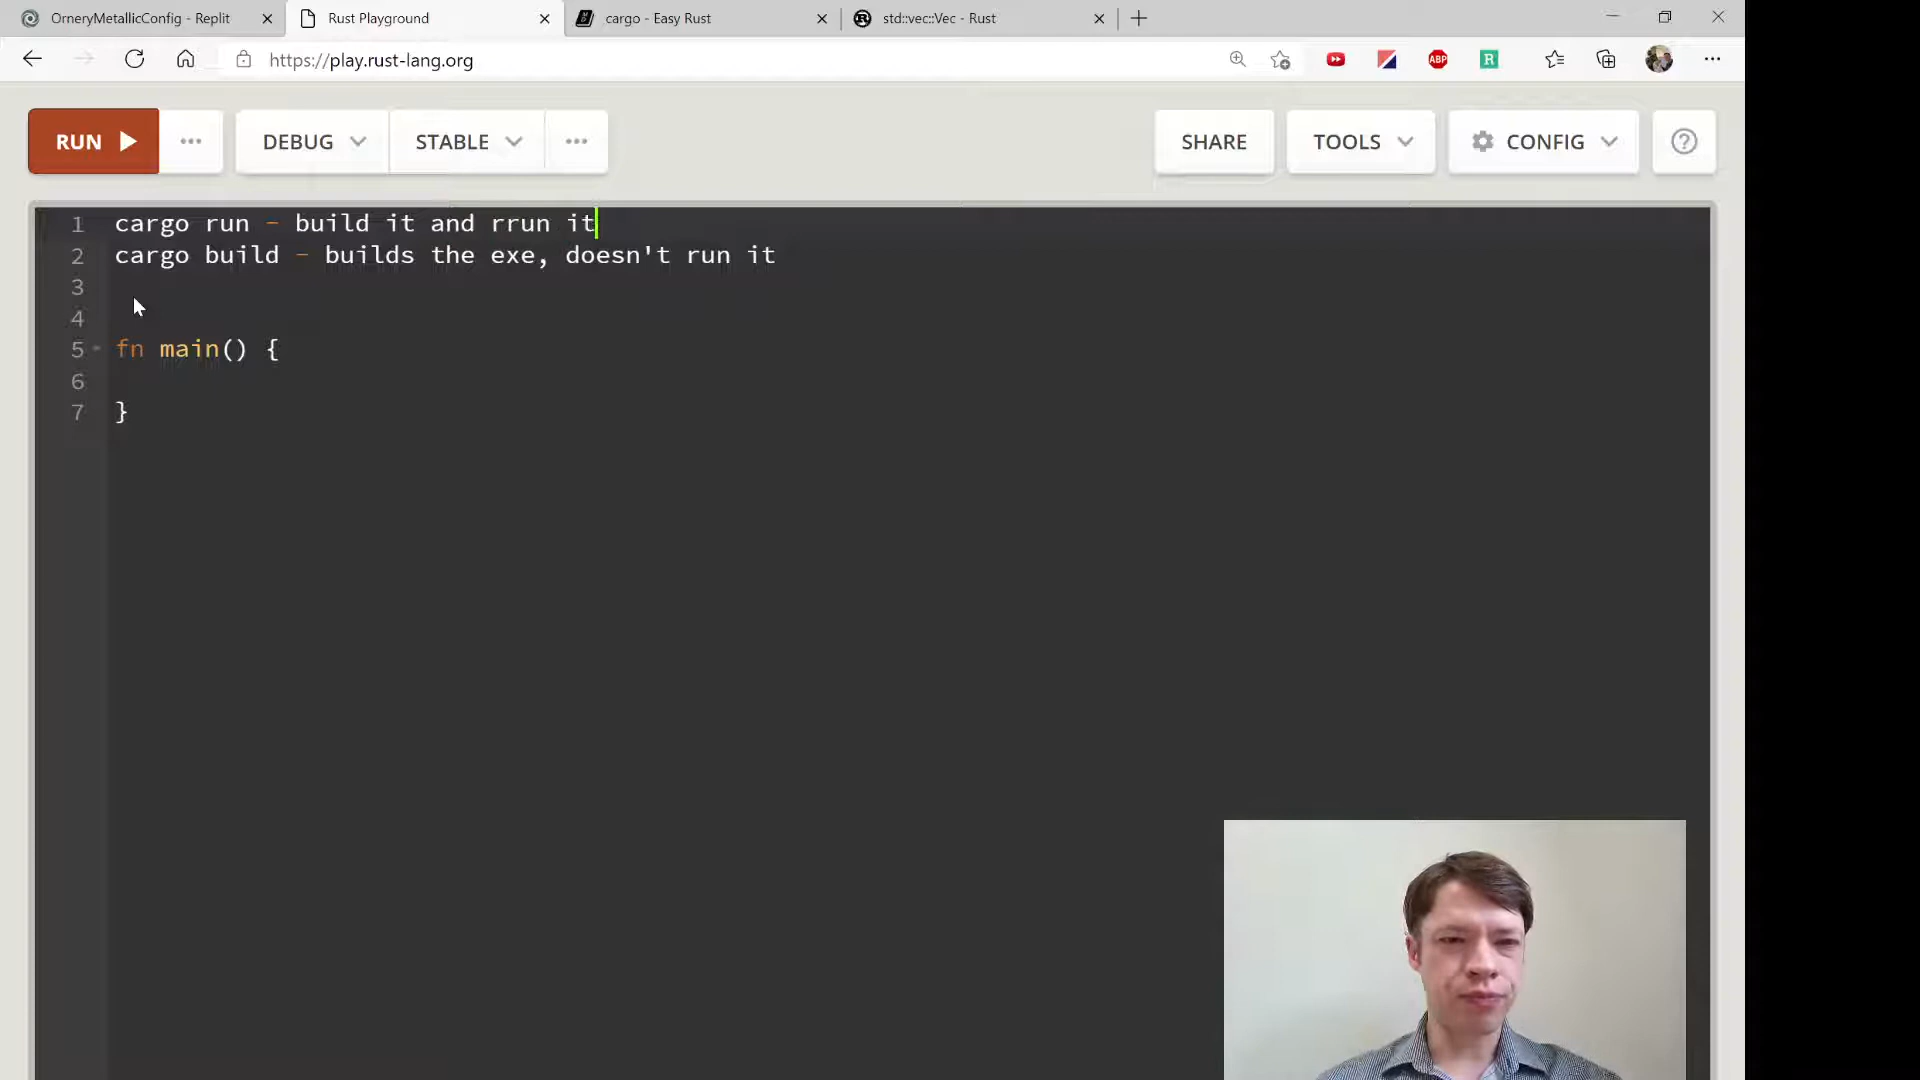 OrneryMetallicConfig - Replit
Rust Playground
cargo - Easy Rust
std::vec::Vec - Rust
https://play.rust-lang.org
ABP
R
RUN
DEBUG
STABLE
SHARE
TOOLS
CONFIG
1 cargo run - build it and rrun it
2 cargo build - builds the exe, doesn't run it
3
4
5 fn main() {
6
7 }